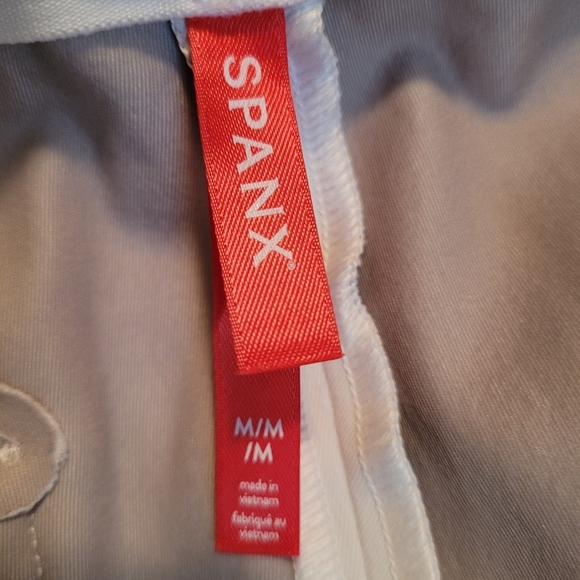 SPANX®
M/M
/M
made in
vietnam
fabriqué au
vietnam